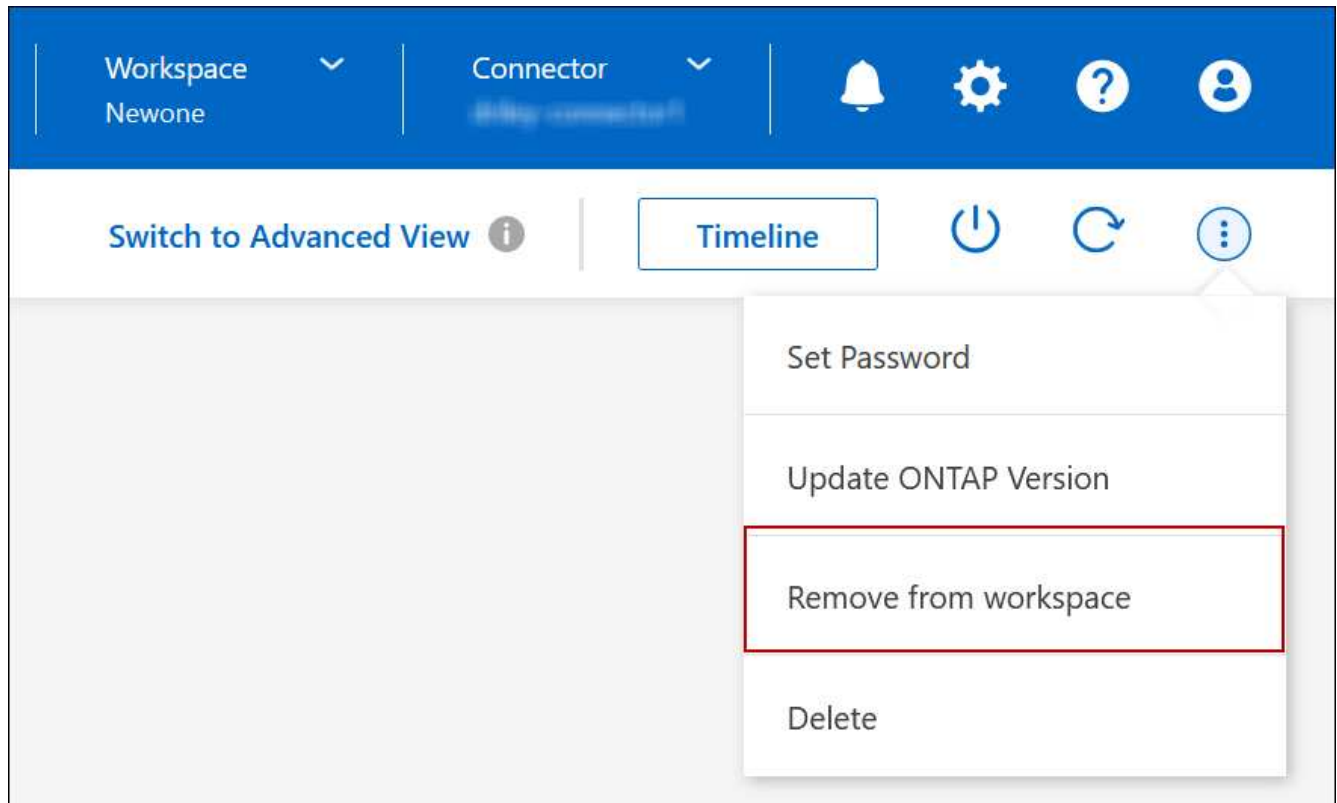 Workspace
Connector
Newone
Switch to Advanced View
Timeline
Set Password
Update ONTAP Version
Remove from workspace
Delete